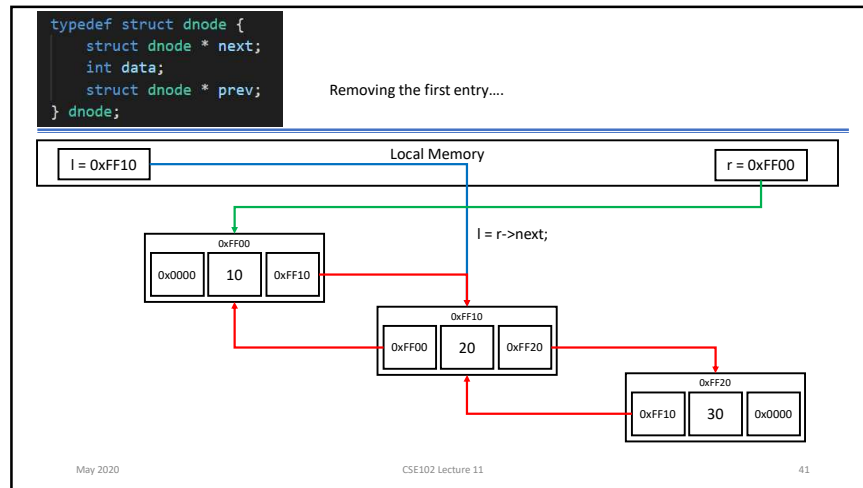 typedef struct dnode {
struct dnode * next;
int data;
struct dnode * prev;
} dnode;
Removing the first entry....
Local Memory
l = 0xFF10
r = 0xFF00
l = r->next;
0xFF00
0x0000 10 0xFF10
0xFF10
0xFF00 20 0xFF20
0xFF20
0xFF10 30 0x0000
May 2020 CSE102 Lecture 11 41